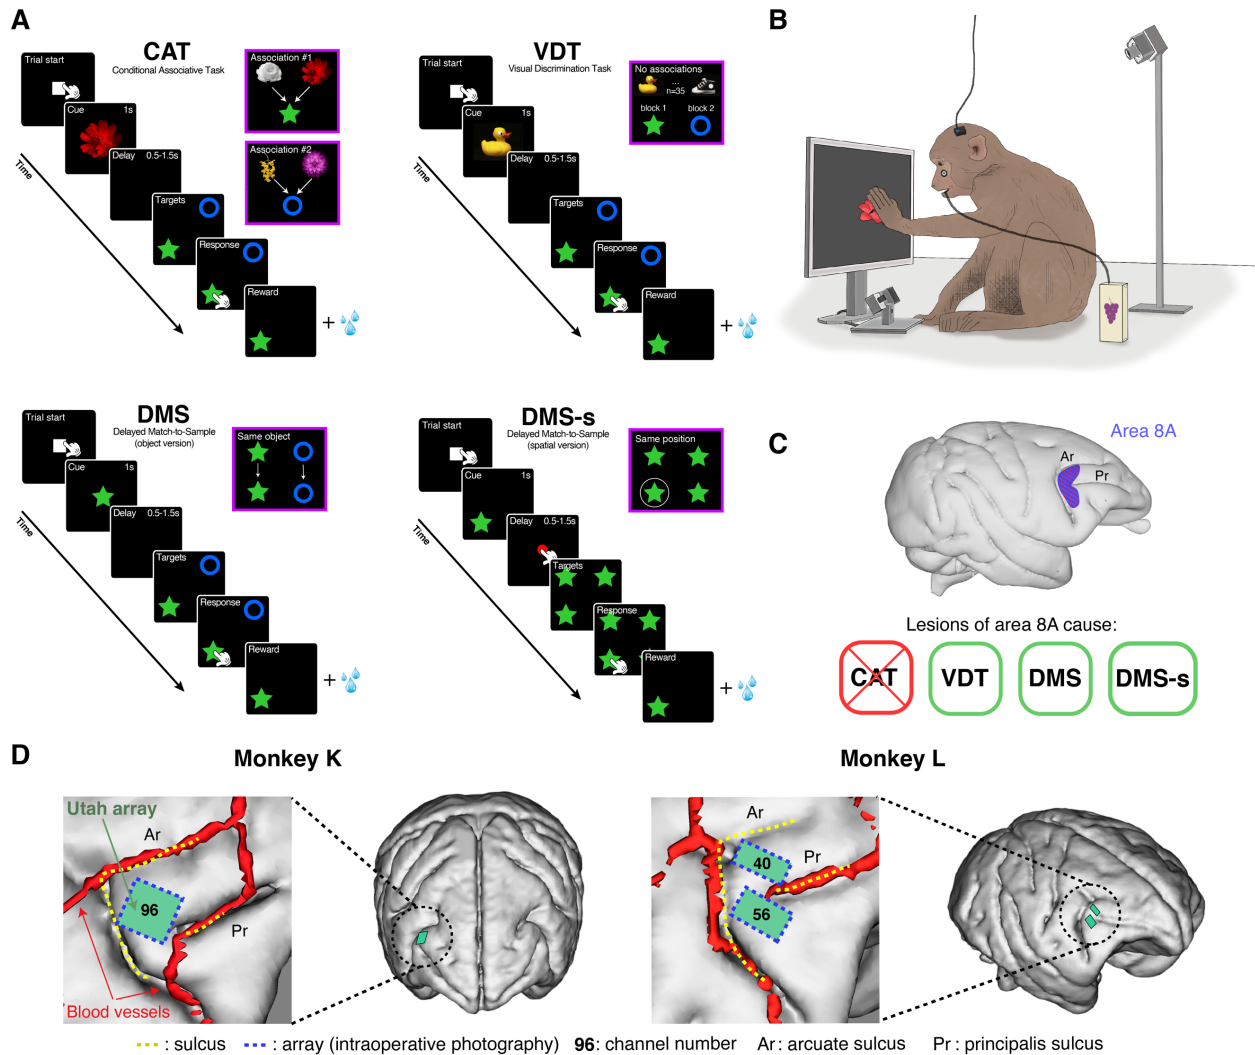 A
CAT
Conditional Associative Task
Trial start
Cue 1s
Delay 0.5-1.5s
Targets
Response
Reward
+
Time
Association #1
Association #2
VDT
Visual Discrimination Task
Trial start
Cue 1s
Delay 0.5-1.5s
Targets
Response
Reward
+
Time
No associations
...
n=35
block 1 block 2
B
DMS
Delayed Match-to-Sample
(object version)
Trial start
Cue 1s
Delay 0.5-1.5s
Targets
Response
Reward
+
Time
Same object
DMS-s
Delayed Match-to-Sample
(spatial version)
Trial start
Cue 1s
Delay 0.5-1.5s
Targets
Response
Reward
+
Time
Same position
C
Area 8A
Ar
Pr
Lesions of area 8A cause:
CAT VDT DMS DMS-s
D
Monkey K
Utah array
Ar
96
Pr
Blood vessels
Monkey L
Ar
Pr
40
56
: sulcus : array (intraoperative photography) 96: channel number Ar: arcuate sulcus Pr: principalis sulcus